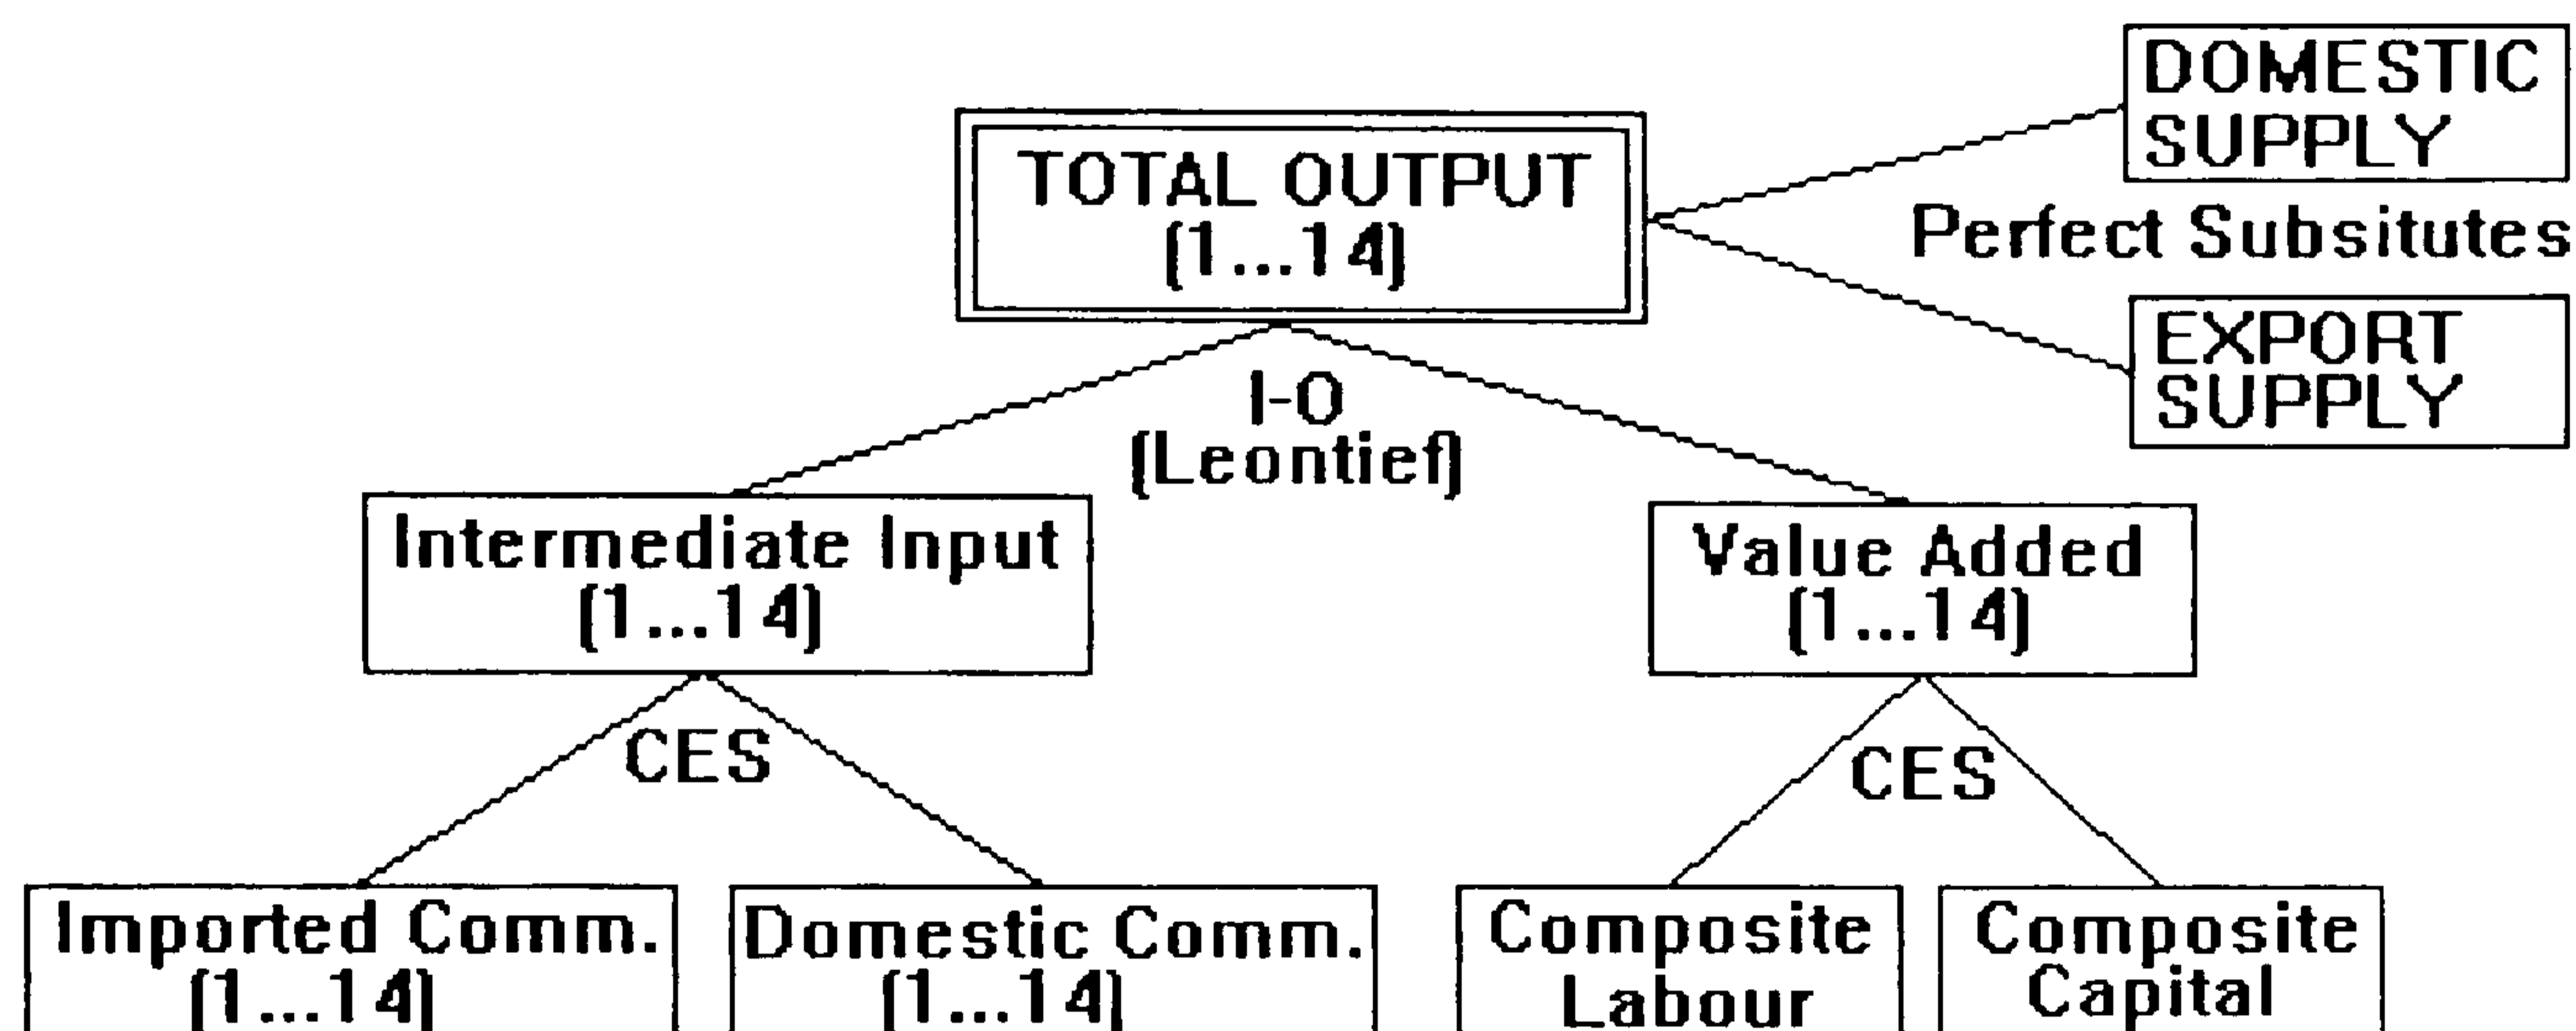 DOMESTIC
SUPPLY
TOTAL OUTPUT
(1...14)
Perfect Subsitutes
EXPORT
SUPPLY
I-O
(Leontief)
Intermediate Input
(1...14)
Value Added
(1...14)
CES
CES
Imported Comm.
(1...14)
Domestic Comm.
(1...14)
Composite
Labour
Composite
Capital